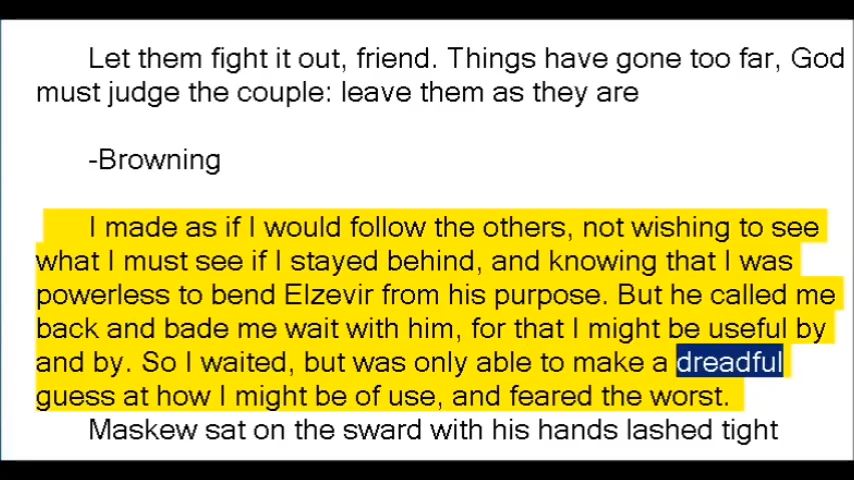 Let them fight it out, friend. Things have gone too far, God
must judge the couple: leave them as they are
-Browning
I made as if I would follow the others, not wishing to see
what I must see if I stayed behind, and knowing that I was
powerless to bend Elzevir from his purpose. But he called me
back and bade me wait with him, for that I might be useful by
and by. So I waited, but was only able to make a dreadful
guess at how I might be of use, and feared the worst.
Maskew sat on the sward with his hands lashed tight